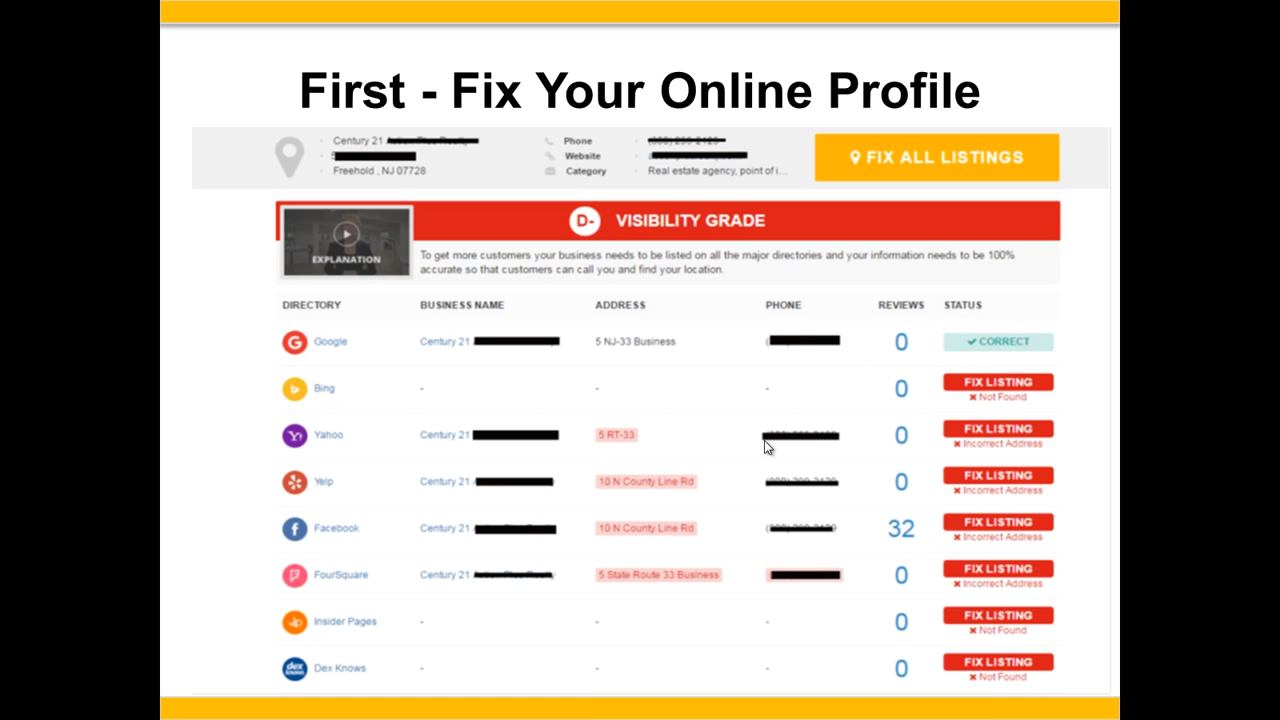 First - Fix Your Online Profile
Century 21
Phone
Website
Freehold , NJ 07728
Category
Real estate agency, point of i...
FIX ALL LISTINGS
D- VISIBILITY GRADE
EXPLANATION
To get more customers your business needs to be listed on all the major directories and your information needs to be 100%
accurate so that customers can call you and find your location.
DIRECTORY BUSINESS NAME ADDRESS PHONE REVIEWS STATUS
Google Century 21 5 NJ-33 Business ( 0 CORRECT
Bing - - - 0 FIX LISTING
Not Found
Yahoo Century 21 5 RT-33 0 FIX LISTING
Incorrect Address
Yelp Century 21 10 N County Line Rd 0 FIX LISTING
Incorrect Address
Facebook Century 21 10 N County Line Rd 32 FIX LISTING
Incorrect Address
FourSquare Century 21 5 State Route 33 Business 0 FIX LISTING
Incorrect Address
Insider Pages - - - 0 FIX LISTING
Not Found
dex knows Dex Knows - - - 0 FIX LISTING
Not Found